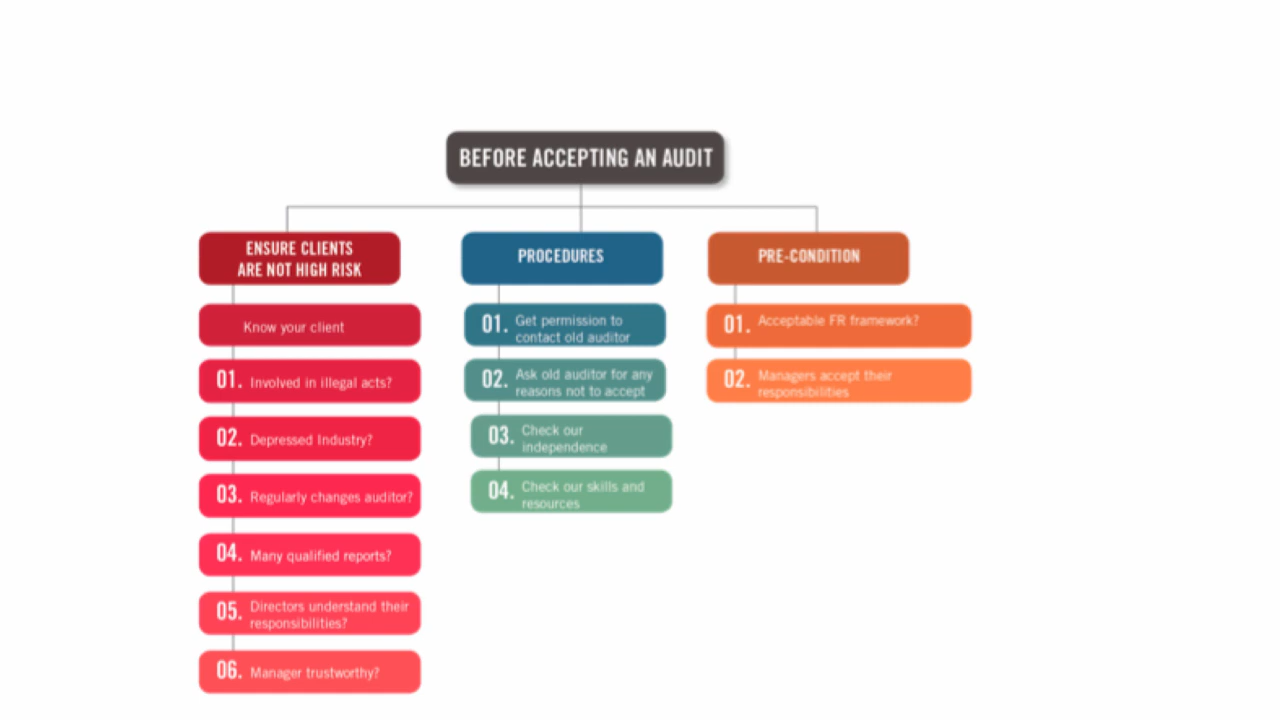 BEFORE ACCEPTING AN AUDIT
ENSURE CLIENTS
ARE NOT HIGH RISK
Know your client
01. Involved in illegal acts?
02. Depressed Industry?
03. Regularly changes auditor?
04. Many qualified reports?
05. Directors understand their
responsibilities?
06. Manager trustworthy?
PROCEDURES
01. Get permission to
contact old auditor
02. Ask old auditor for any
reasons not to accept
03. Check our
independence
04. Check our skills and
resources
PRE-CONDITION
01. Acceptable FR framework?
02. Managers accept their
responsibilities